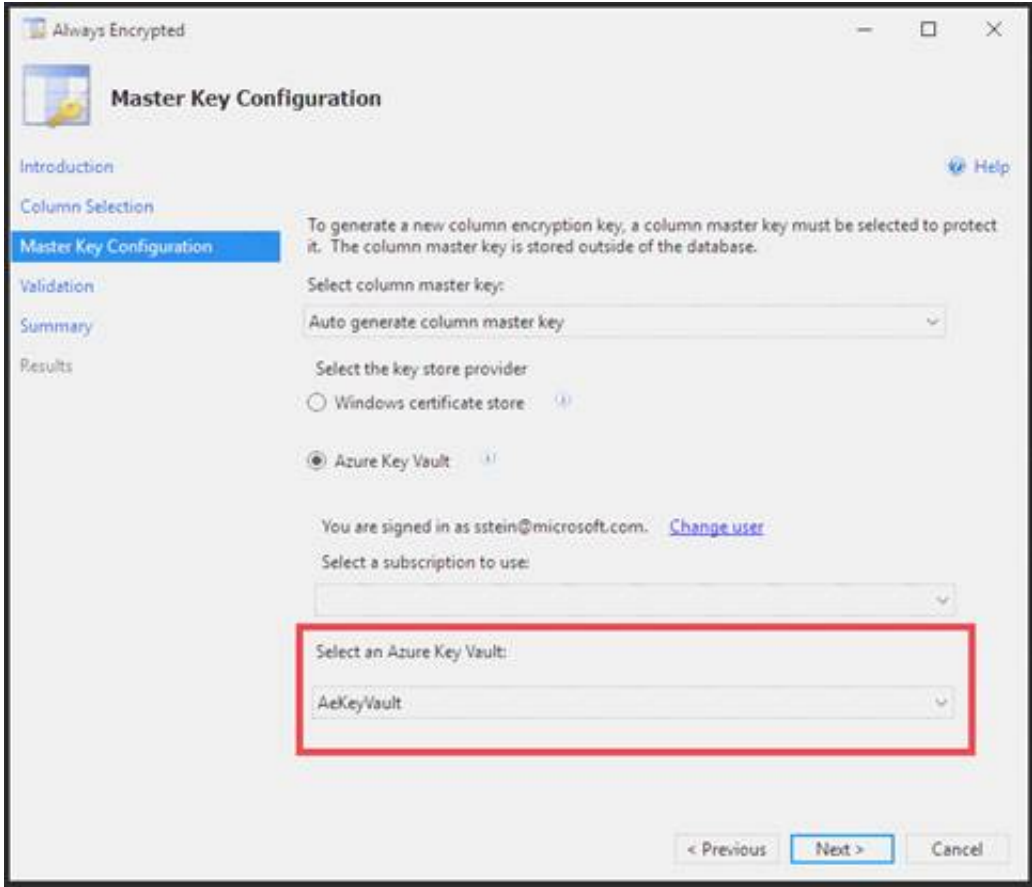 Always Encrypted
Master Key Configuration
Introduction
Help
Column Selection
Master Key Configuration
Validation
Summary
Results
To generate a new column encryption key, a column master key must be selected to protect
it. The column master key is stored outside of the database.
Select column master key:
Auto generate column master key
Select the key store provider
Windows certificate store
Azure Key Vault
You are signed in as sstein@microsoft.com. Change user
Select a subscription to use:
Select an Azure Key Vault:
AeKeyVault
< Previous
Next >
Cancel